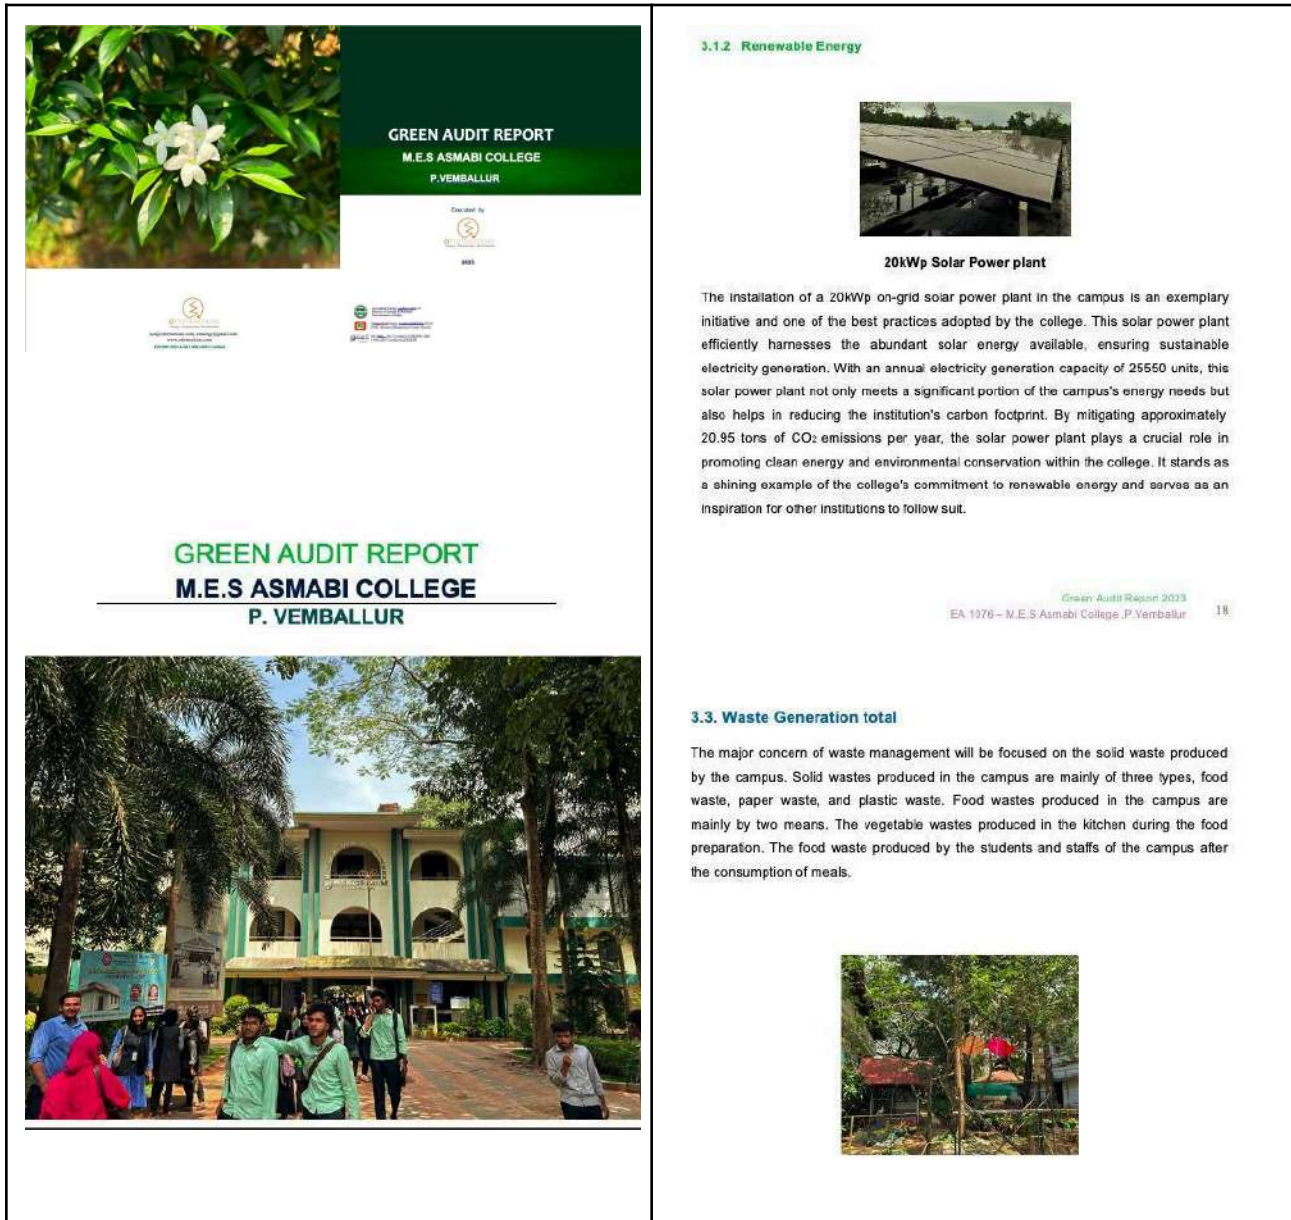 GREEN AUDIT REPORT
M.E.S ASMABI COLLEGE
P.VEMBALLUR
Executed by
2023
GREEN AUDIT REPORT
M.E.S ASMABI COLLEGE
P. VEMBALLUR
3.1.2 Renewable Energy
20kWp Solar Power plant
The installation of a 20kWp on-grid solar power plant in the campus is an exemplary
initiative and one of the best practices adopted by the college. This solar power plant
efficiently harnesses the abundant solar energy available, ensuring sustainable
electricity generation. With an annual electricity generation capacity of 25550 units, this
solar power plant not only meets a significant portion of the campus's energy needs but
also helps in reducing the institution's carbon footprint. By mitigating approximately
20.95 tons of CO₂ emissions per year, the solar power plant plays a crucial role in
promoting clean energy and environmental conservation within the college. It stands as
a shining example of the college's commitment to renewable energy and serves as an
inspiration for other institutions to follow suit.
Green Audit Report 2023
EA 1076 – M.E.S Asmabi College ,P.Vemballur 18
3.3. Waste Generation total
The major concern of waste management will be focused on the solid waste produced
by the campus. Solid wastes produced in the campus are mainly of three types, food
waste, paper waste, and plastic waste. Food wastes produced in the campus are
mainly by two means. The vegetable wastes produced in the kitchen during the food
preparation. The food waste produced by the students and staffs of the campus after
the consumption of meals.